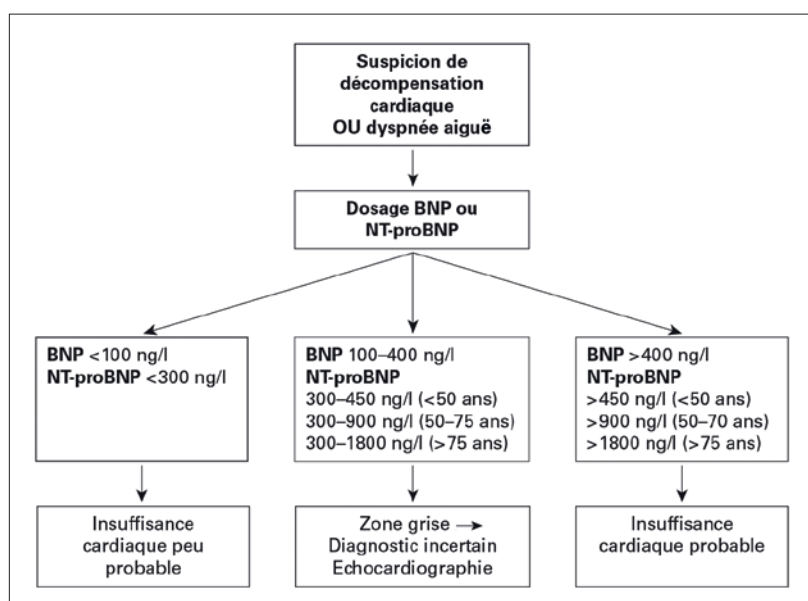 Suspicion de
décompensation
cardiaque
OU dyspnée aiguë
Dosage BNP ou
NT-proBNP
BNP <100 ng/l
NT-proBNP <300 ng/l
BNP 100–400 ng/l
NT-proBNP
300–450 ng/l (<50 ans)
300–900 ng/l (50–75 ans)
300–1800 ng/l (>75 ans)
BNP >400 ng/l
NT-proBNP
>450 ng/l (<50 ans)
>900 ng/l (50–70 ans)
>1800 ng/l (>75 ans)
Insuffisance
cardiaque peu
probable
Zone grise →
Diagnostic incertain
Echocardiographie
Insuffisance
cardiaque probable